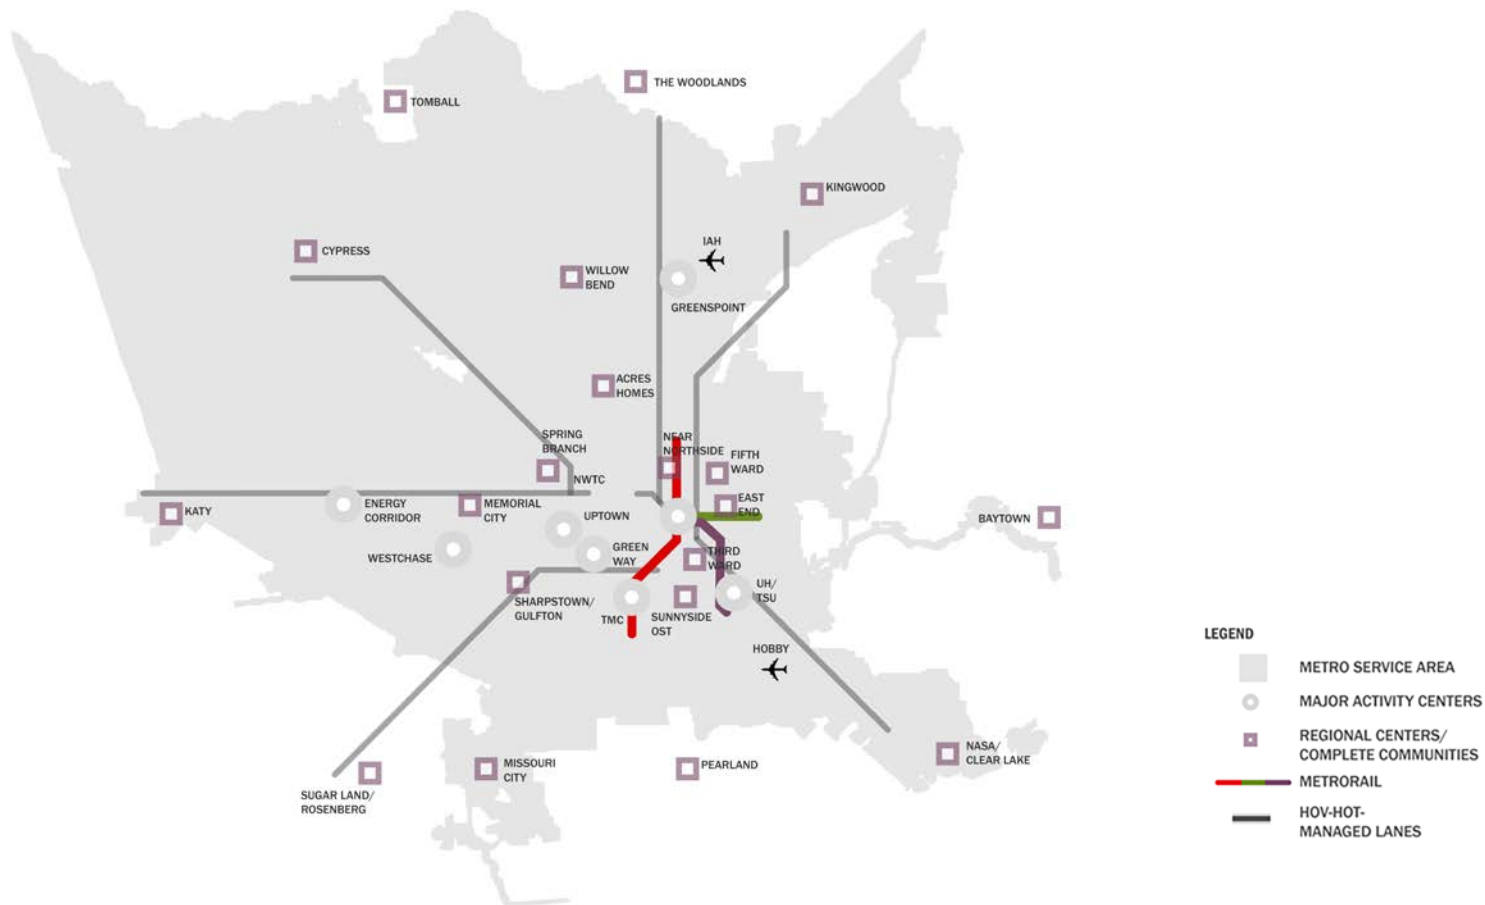 THE WOODLANDS
TOMBALL
KINGWOOD
IAH
CYPRESS
WILLOW
BEND
GREENSPOINT
ACRES
HOMES
SPRING
BRANCH
NEAR
NORTHSIDE
FIFTH
WARD
NWTC
ENERGY
CORRIDOR
MEMORIAL
CITY
EAST
END
KATY
UPTOWN
BAYTOWN
WESTCHASE
GREEN
WAY
THIRD
WARD
UH/
TSU
SHARPSTOWN/
GULFTON
TMC
SUNNYSIDE
OST
HOBBY
NASA/
CLEAR LAKE
MISSOURI
CITY
PEARLAND
SUGAR LAND/
ROSENBERG
LEGEND
METRO SERVICE AREA
MAJOR ACTIVITY CENTERS
REGIONAL CENTERS/
COMPLETE COMMUNITIES
METRORAIL
HOV-HOT-
MANAGED LANES